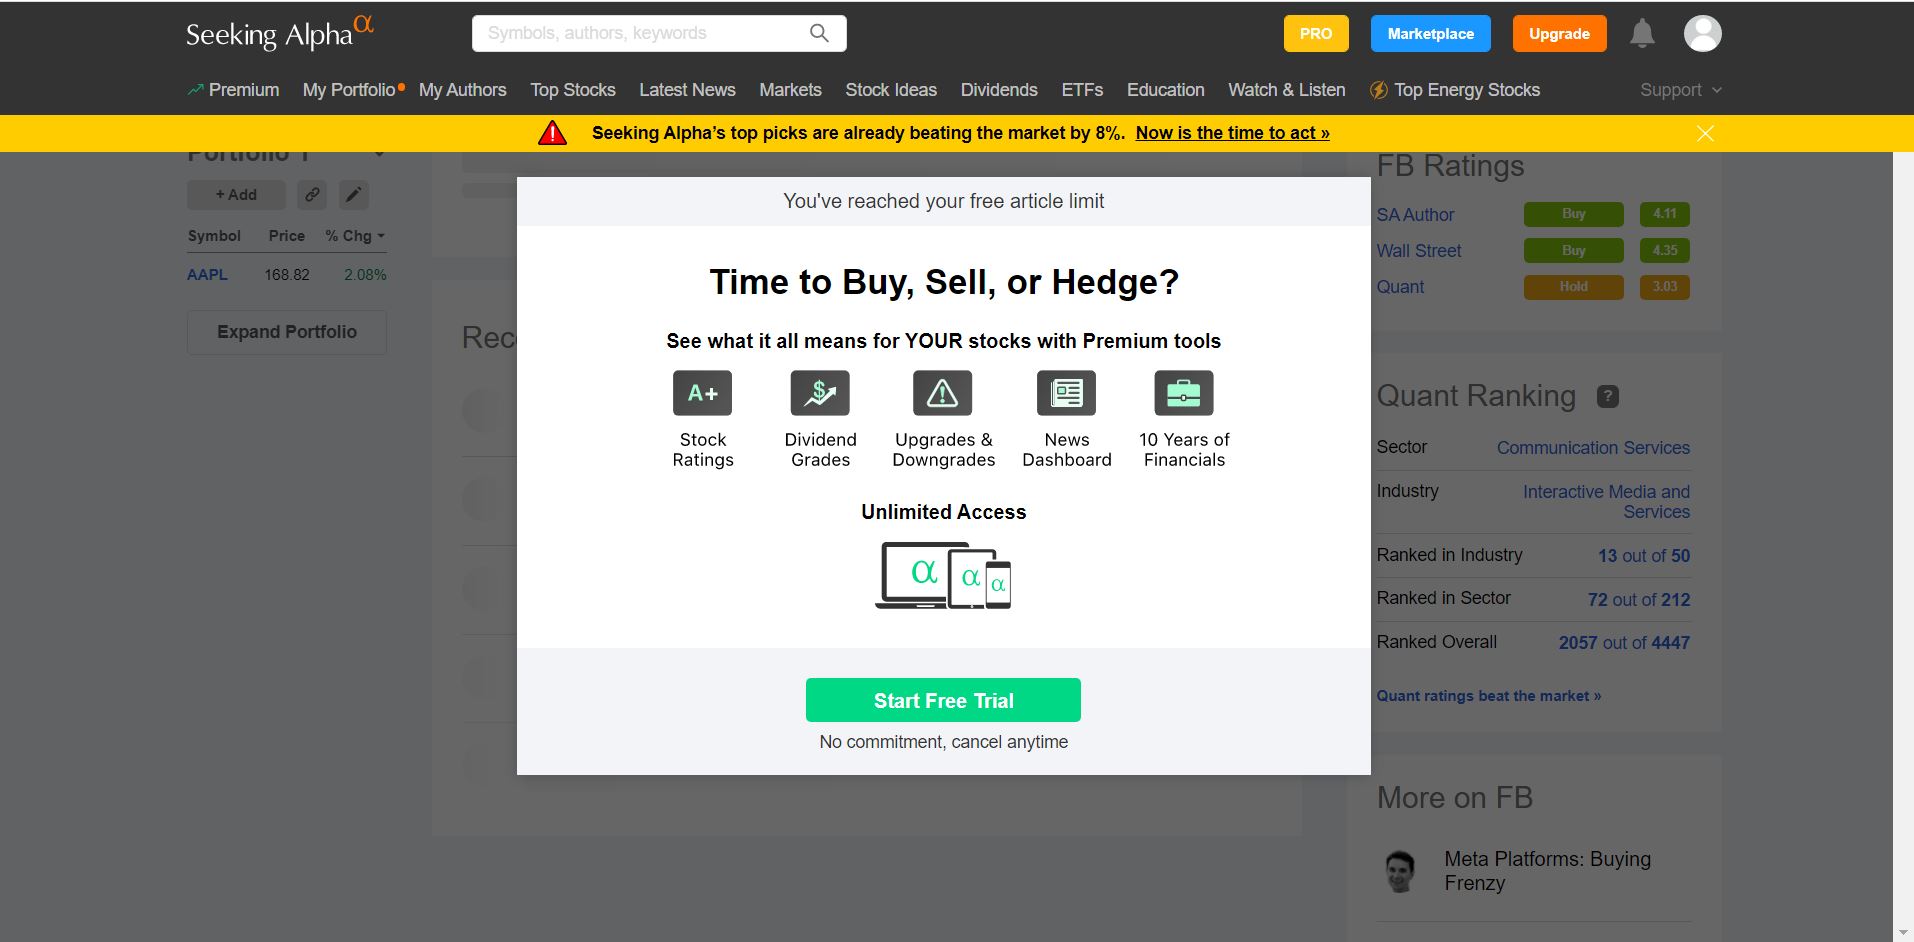 Seeking Alpha α
Symbols, authors, keywords
PRO
Marketplace
Upgrade
Premium
My Portfolio
My Authors
Top Stocks
Latest News
Markets
Stock Ideas
Dividends
ETFs
Education
Watch & Listen
Top Energy Stocks
Support
Seeking Alpha’s top picks are already beating the market by 8%. Now is the time to act »
Portfolio 1
+ Add
Symbol Price % Chg
AAPL 168.82 2.08%
Expand Portfolio
You've reached your free article limit
Time to Buy, Sell, or Hedge?
See what it all means for YOUR stocks with Premium tools
A+
$
Stock
Ratings
Dividend
Grades
Upgrades &
Downgrades
News
Dashboard
10 Years of
Financials
Unlimited Access
α α α
Start Free Trial
No commitment, cancel anytime
FB Ratings
SA Author Buy 4.11
Wall Street Buy 4.35
Quant Hold 3.03
Quant Ranking ?
Sector Communication Services
Industry Interactive Media and
Services
Ranked in Industry 13 out of 50
Ranked in Sector 72 out of 212
Ranked Overall 2057 out of 4447
Quant ratings beat the market »
More on FB
Meta Platforms: Buying
Frenzy